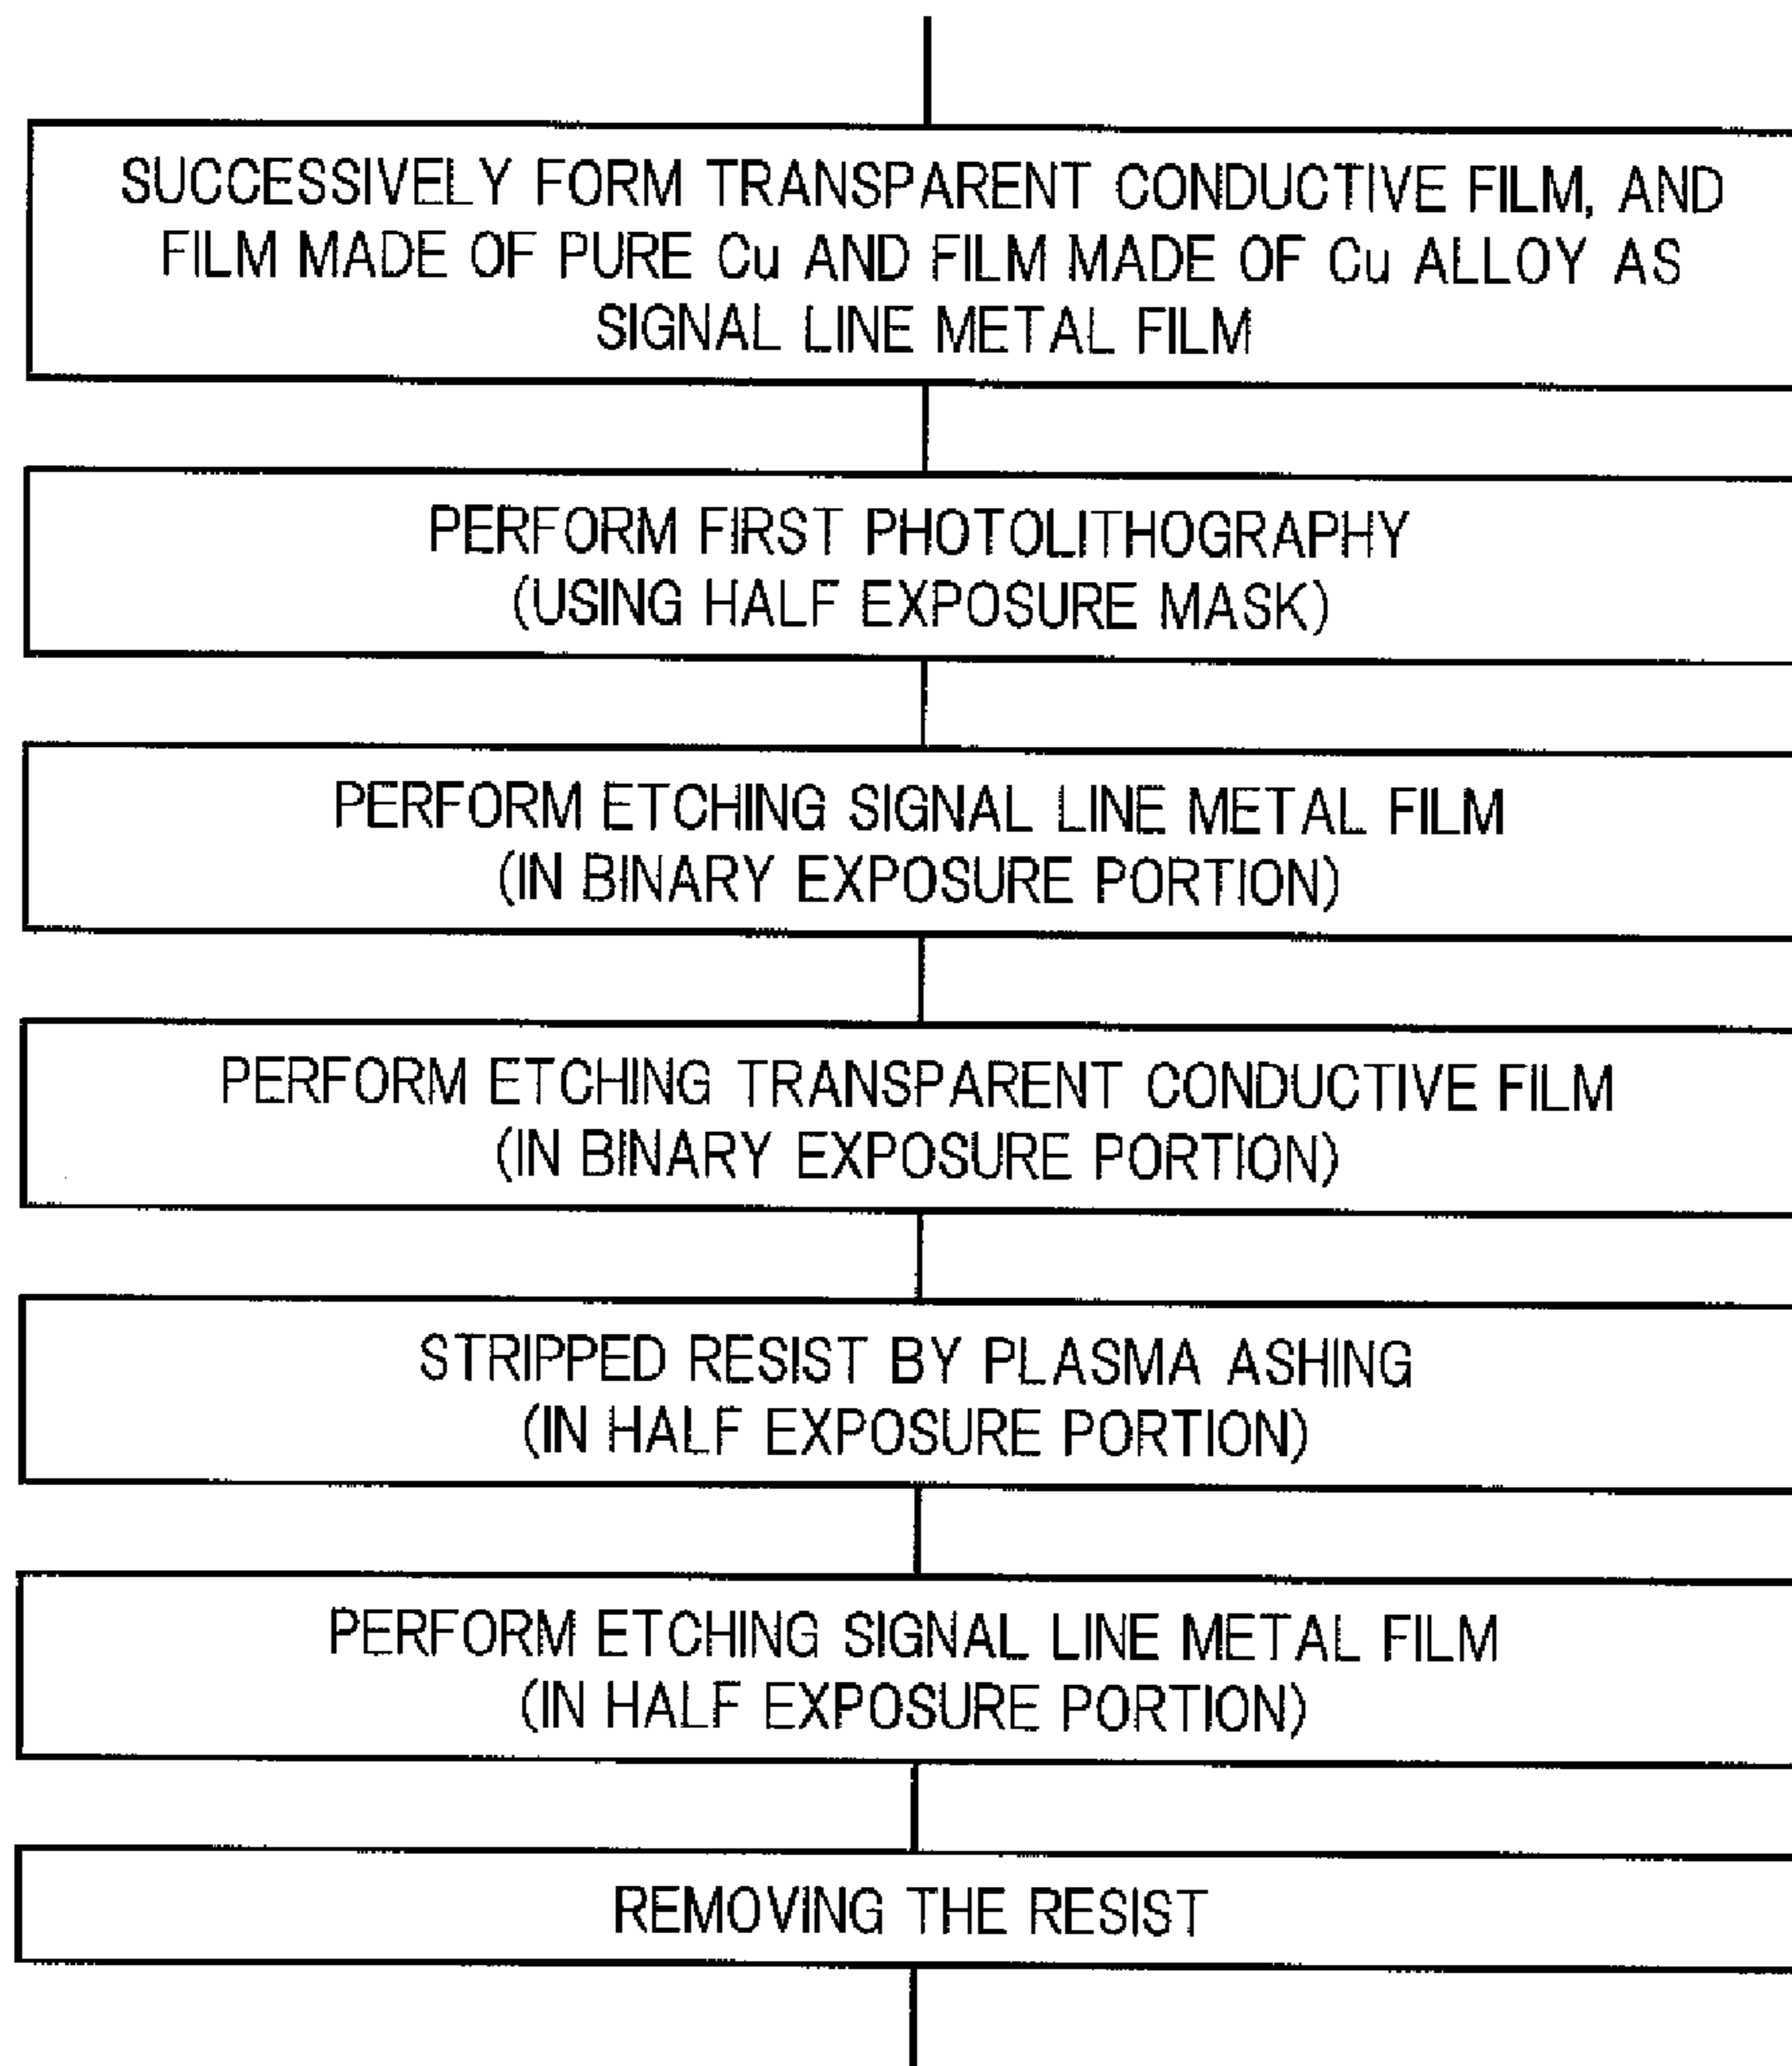 SUCCESSIVELY FORM TRANSPARENT CONDUCTIVE FILM, AND
FILM MADE OF PURE Cu AND FILM MADE OF Cu ALLOY AS
SIGNAL LINE METAL FILM
PERFORM FIRST PHOTOLITHOGRAPHY
(USING HALF EXPOSURE MASK)
PERFORM ETCHING SIGNAL LINE METAL FILM
(IN BINARY EXPOSURE PORTION)
PERFORM ETCHING TRANSPARENT CONDUCTIVE FILM
(IN BINARY EXPOSURE PORTION)
STRIPPED RESIST BY PLASMA ASHING
(IN HALF EXPOSURE PORTION)
PERFORM ETCHING SIGNAL LINE METAL FILM
(IN HALF EXPOSURE PORTION)
REMOVING THE RESIST